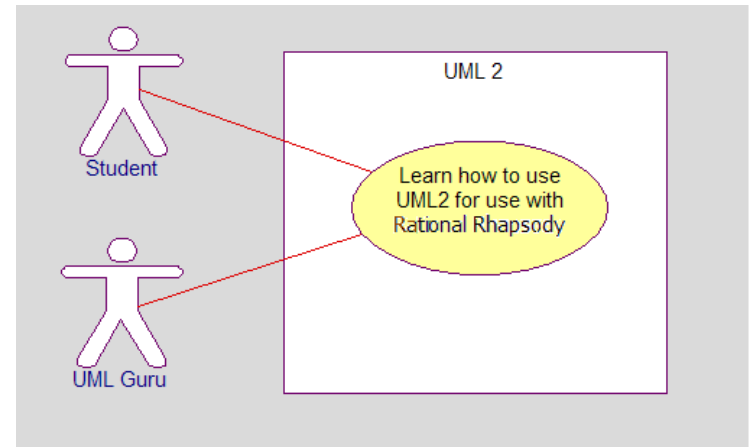 UML 2
Student
Learn how to use
UML2 for use with
Rational Rhapsody
UML Guru